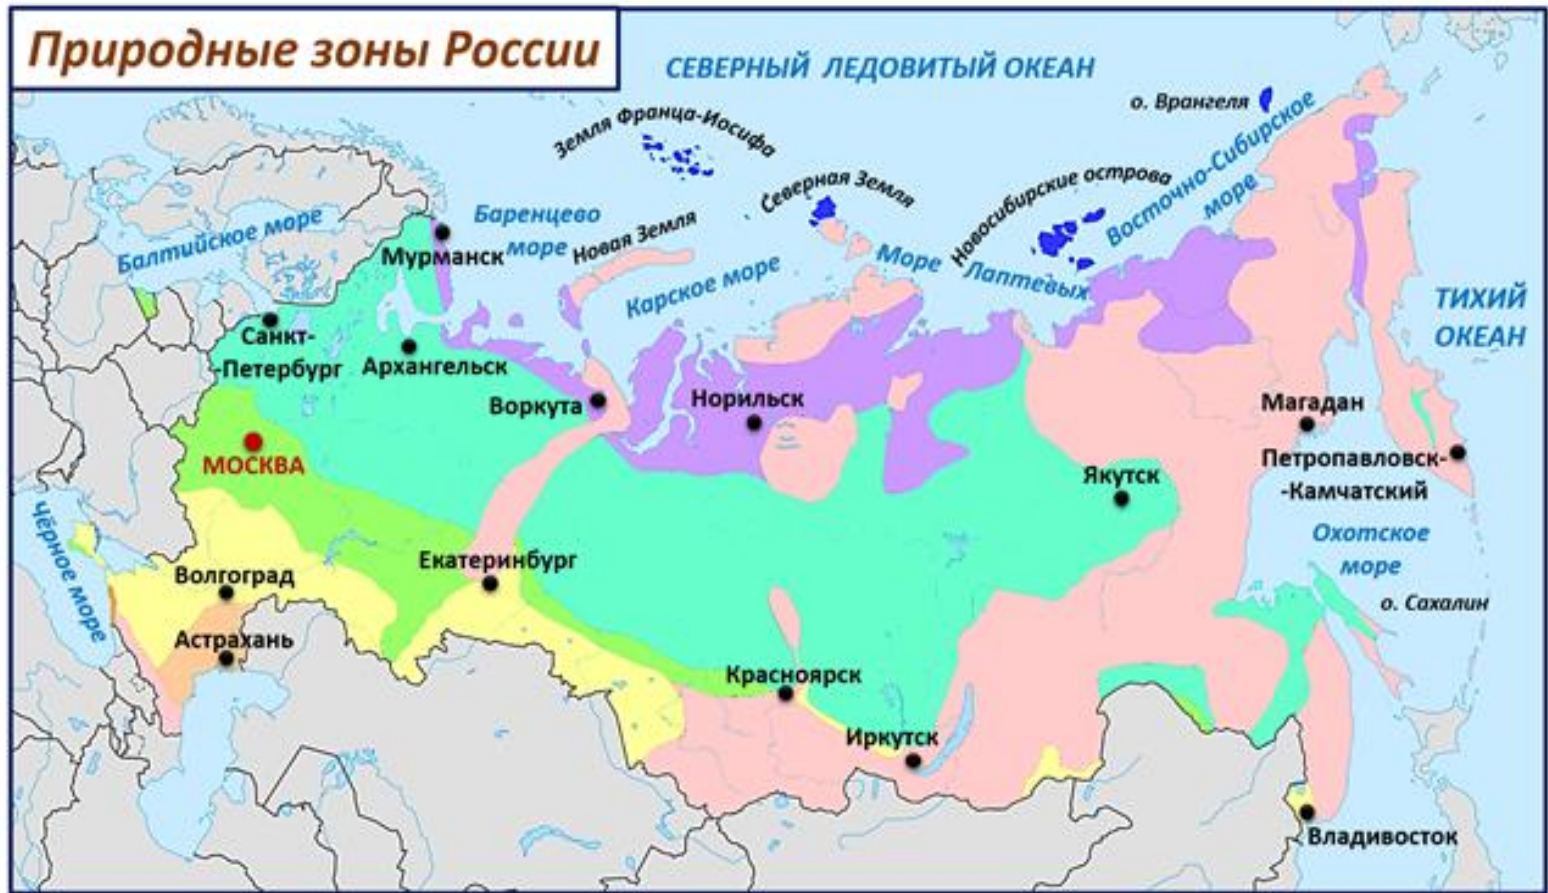 Природные зоны России
СЕВЕРНЫЙ ЛЕДОВИТЫЙ ОКЕАН
о. Врангеля
Земля Франца-Иосифа
Северная Земля
Новосибирские острова
Восточно-Сибирское
море
Баренцево
море
Новая Земля
Балтийское море
Мурманск
Карское море
Море Лаптевых
ТИХИЙ
ОКЕАН
Санкт-
-Петербург
Архангельск
Воркута
Норильск
Магадан
МОСКВА
Якутск
Петропавловск-
-Камчатский
Чёрное море
Охотское
море
Екатеринбург
Волгоград
о. Сахалин
Астрахань
Красноярск
Иркутск
Владивосток